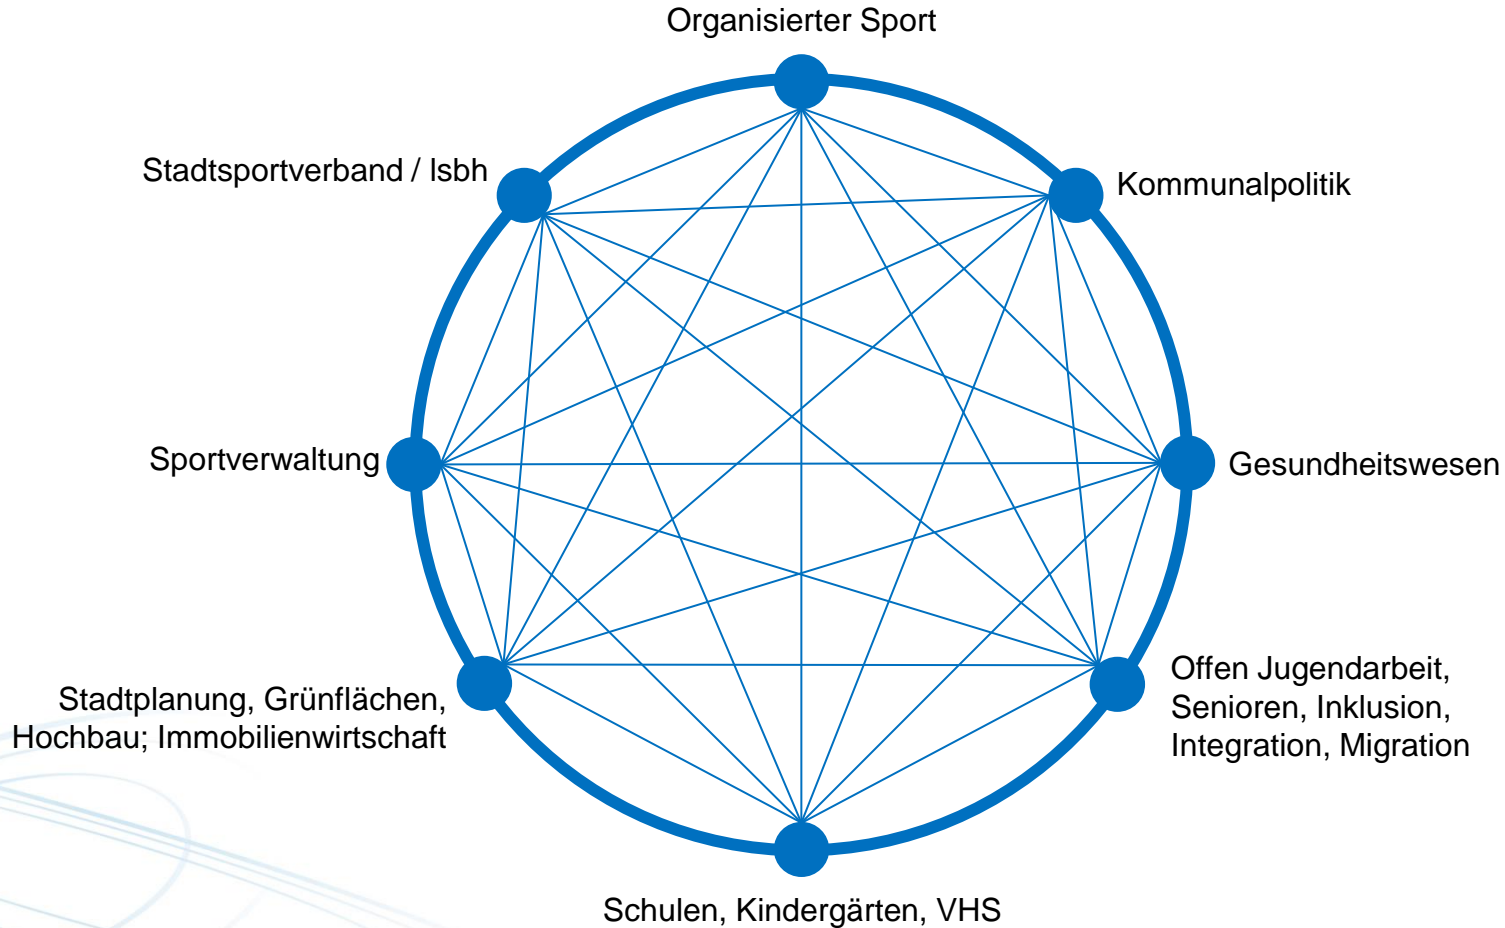 Organisierter Sport
Stadtsportverband / lsbh
Kommunalpolitik
Sportverwaltung
Gesundheitswesen
Stadtplanung, Grünflächen,
Hochbau; Immobilienwirtschaft
Offen Jugendarbeit,
Senioren, Inklusion,
Integration, Migration
Schulen, Kindergärten, VHS